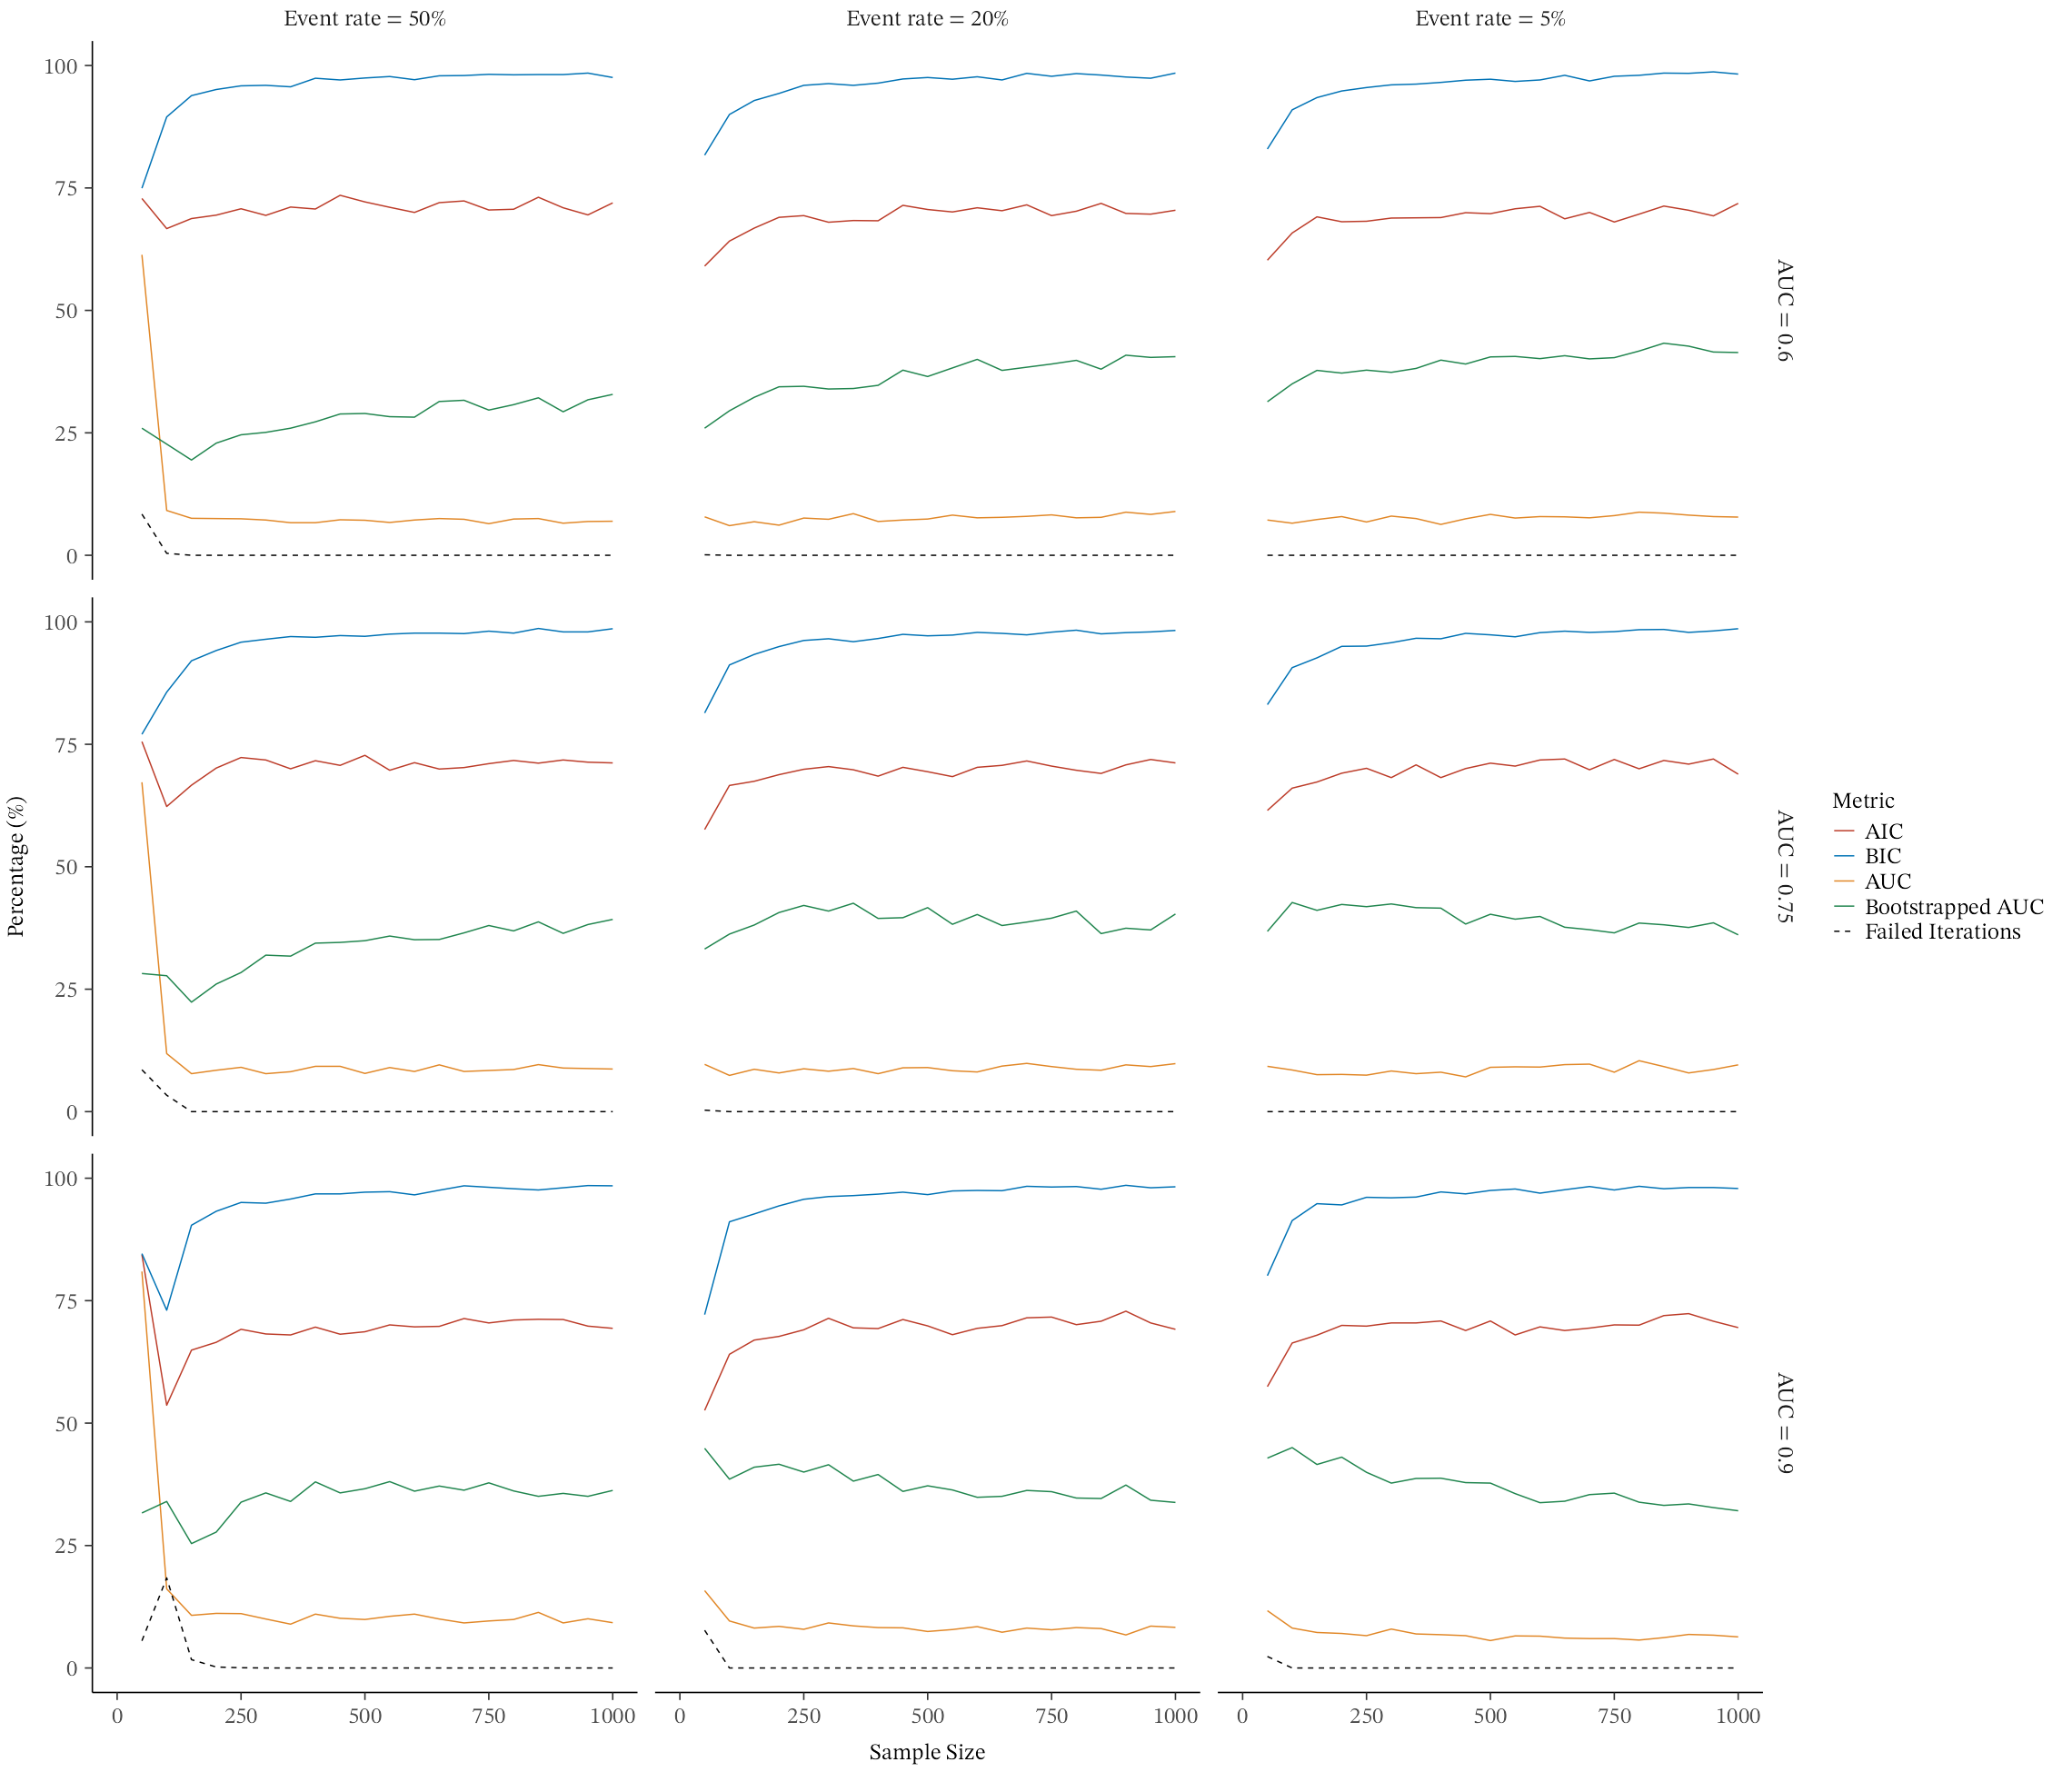 Event rate = 50%
Event rate = 20%
Event rate = 5%
100
75
50
25
0
AUC = 0.6
100
75
50
25
0
AUC = 0.75
100
75
50
25
0
AUC = 0.9
Percentage (%)
0 250 500 750 1000
0 250 500 750 1000
0 250 500 750 1000
Sample Size
Metric
AIC
BIC
AUC
Bootstrapped AUC
Failed Iterations